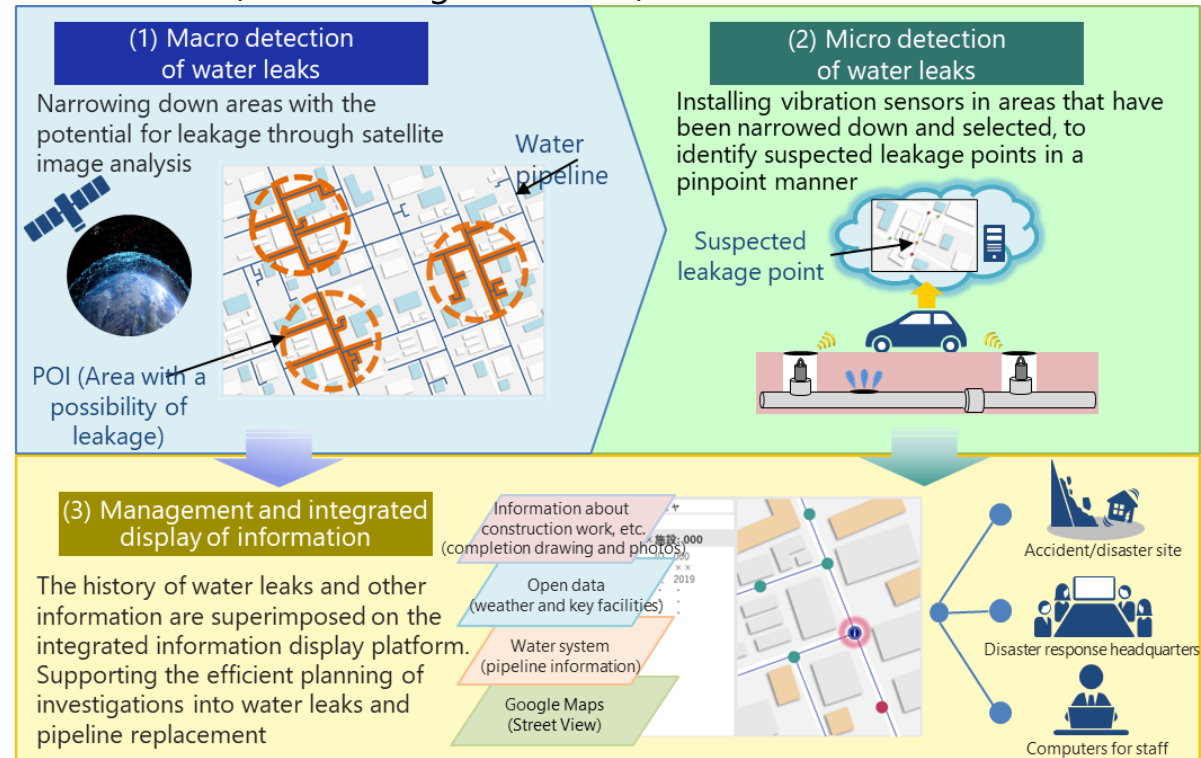 (1) Macro detection
of water leaks
Narrowing down areas with the
potential for leakage through satellite
image analysis
Water
pipeline
POI (Area with a
possibility of
leakage)
(2) Micro detection
of water leaks
Installing vibration sensors in areas that have
been narrowed down and selected, to
identify suspected leakage points in a
pinpoint manner
Suspected
leakage point
(3) Management and integrated
display of information
The history of water leaks and other
information are superimposed on the
integrated information display platform.
Supporting the efficient planning of
investigations into water leaks and
pipeline replacement
Information about
construction work, etc.
(completion drawing and photos)
Open data
(weather and key facilities)
Water system
(pipeline information)
Google Maps
(Street View)
施設:.000
000
××
2019
Accident/disaster site
Disaster response headquarters
Computers for staff